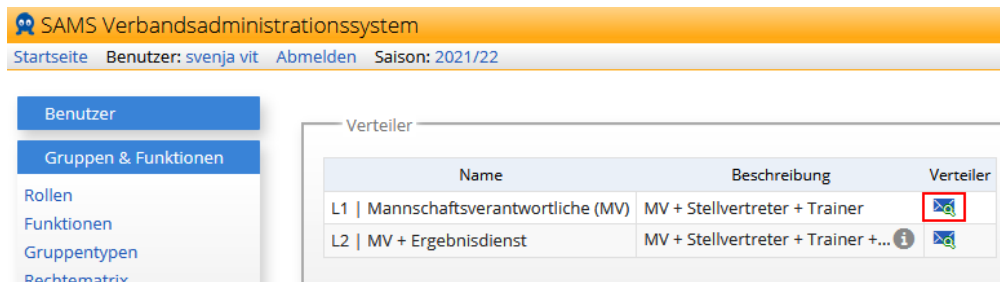 SAMS Verbandsadministrationssystem
Startseite Benutzer: svenja vit Abmelden Saison: 2021/22
Benutzer
Gruppen & Funktionen
Rollen
Funktionen
Gruppentypen
Rechtematrix
Verteiler
Name Beschreibung Verteiler
L1 | Mannschaftsverantwortliche (MV) MV + Stellvertreter + Trainer
L2 | MV + Ergebnisdienst MV + Stellvertreter + Trainer +...